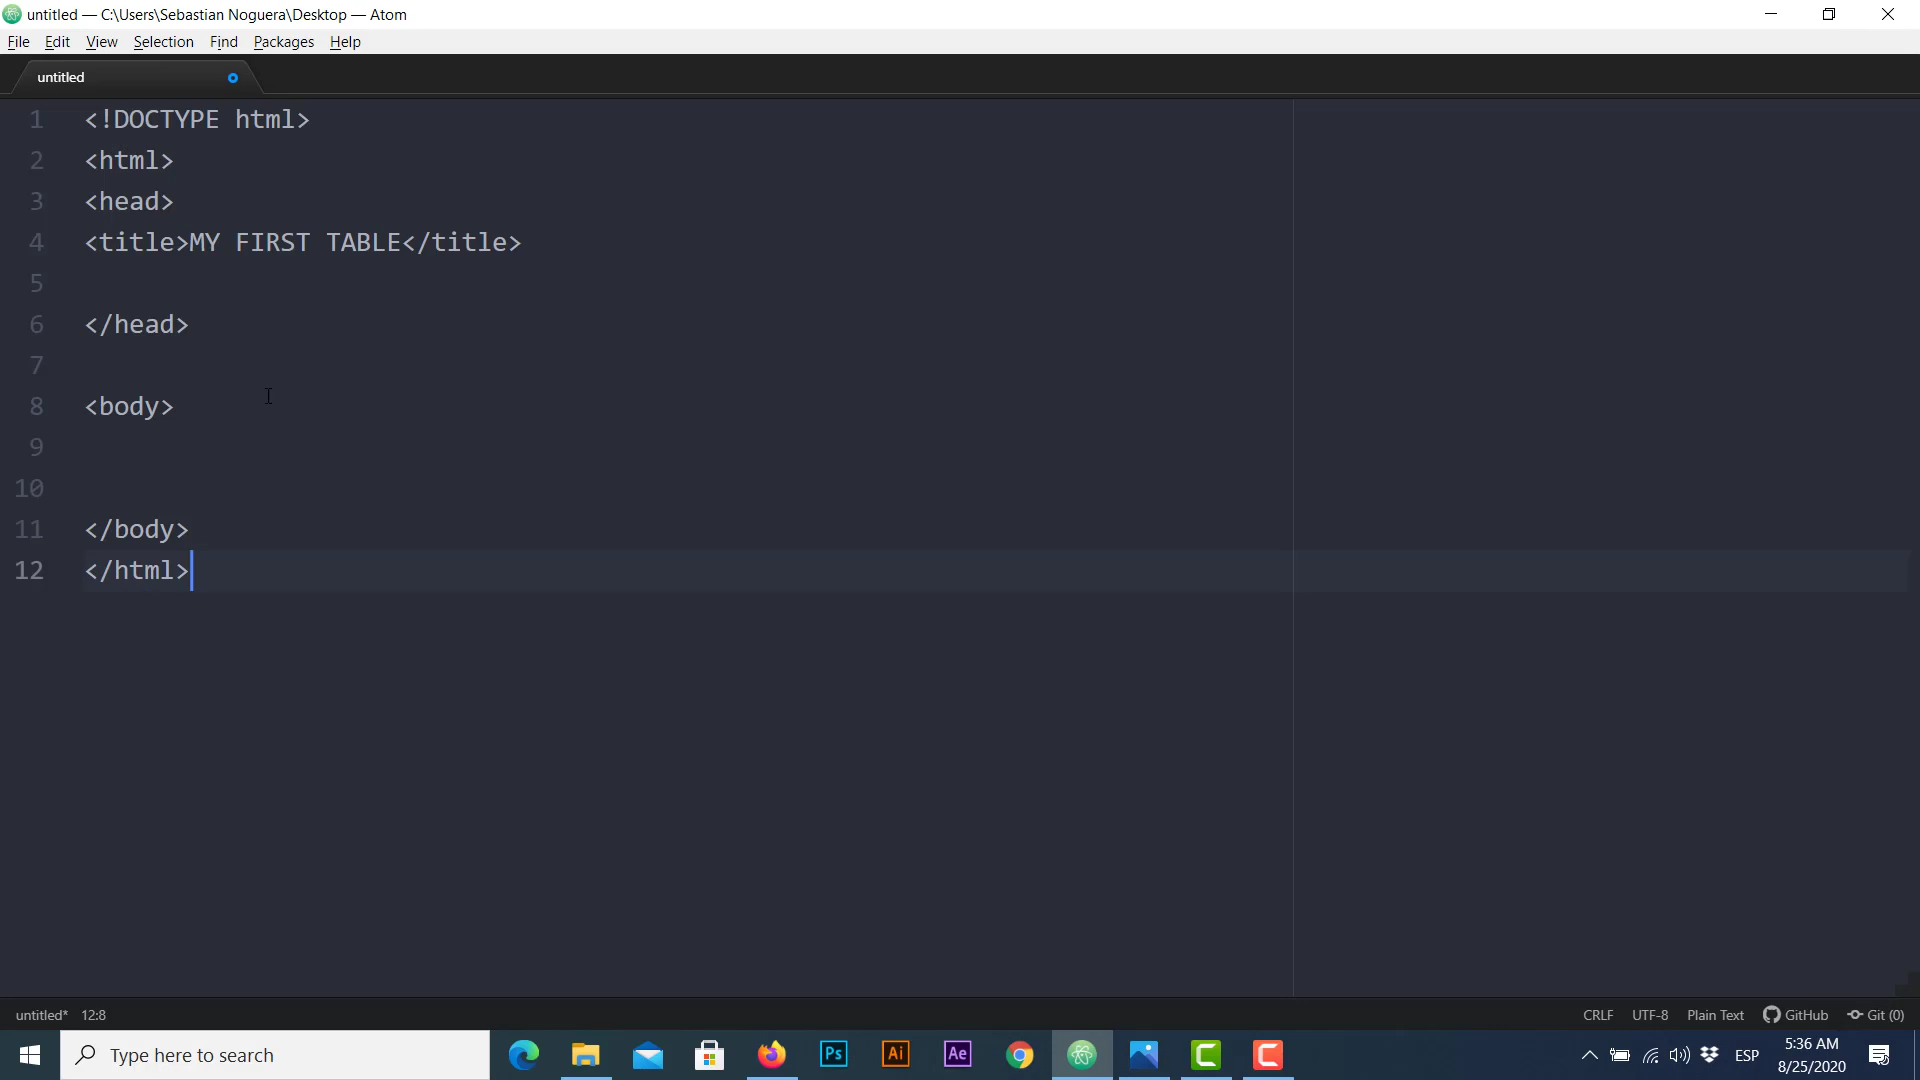 untitled — C:\Users\Sebastian Noguera\Desktop — Atom
File Edit View Selection Find Packages Help
untitled
1 <!DOCTYPE html>
2 <html>
3 <head>
4 <title>MY FIRST TABLE</title>
5
6 </head>
7
8 <body>
9
10
11 </body>
12 </html>
untitled* 12:8 CRLF UTF-8 Plain Text GitHub Git (0)
Type here to search Ps Ai Ae ESP 5:36 AM
8/25/2020